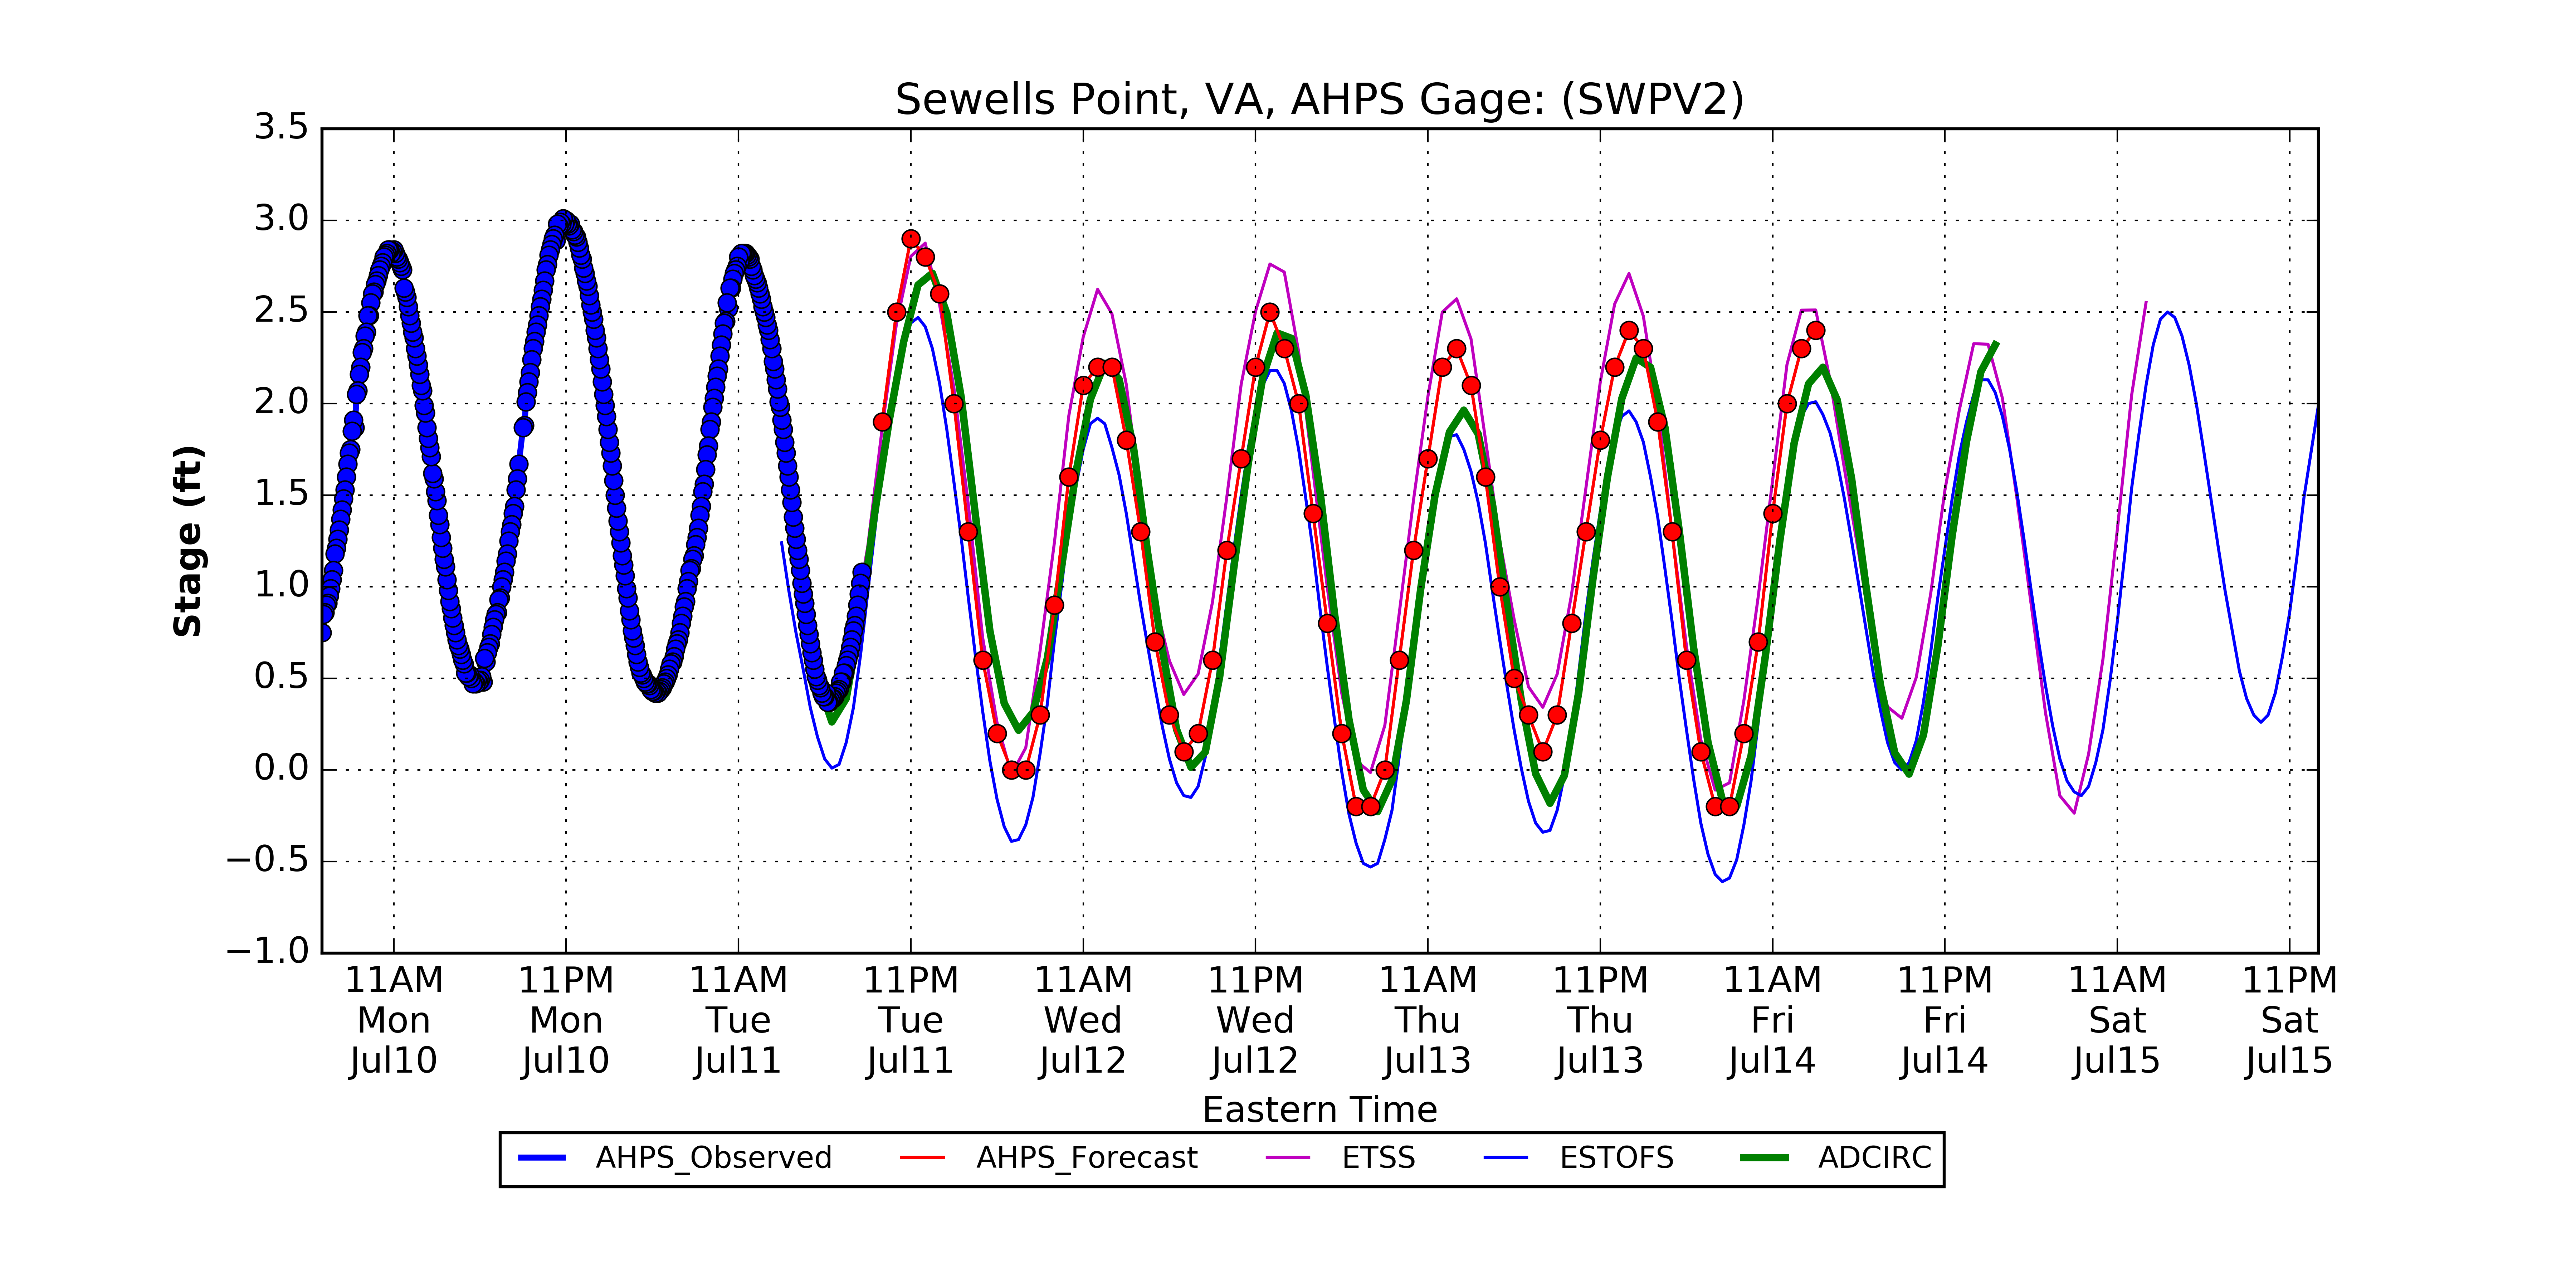 Sewells Point, VA, AHPS Gage: (SWPV2)
3.5
3.0
2.5
2.0
1.5
1.0
0.5
0.0
−0.5
−1.0
Stage (ft)
11AM 11PM 11AM 11PM 11AM 11PM 11AM 11PM 11AM 11PM 11AM 11PM
Mon Mon Tue Tue Wed Wed Thu Thu Fri Fri Sat Sat
Jul10 Jul10 Jul11 Jul11 Jul12 Jul12 Jul13 Jul13 Jul14 Jul14 Jul15 Jul15
Eastern Time
AHPS_Observed AHPS_Forecast ETSS ESTOFS ADCIRC